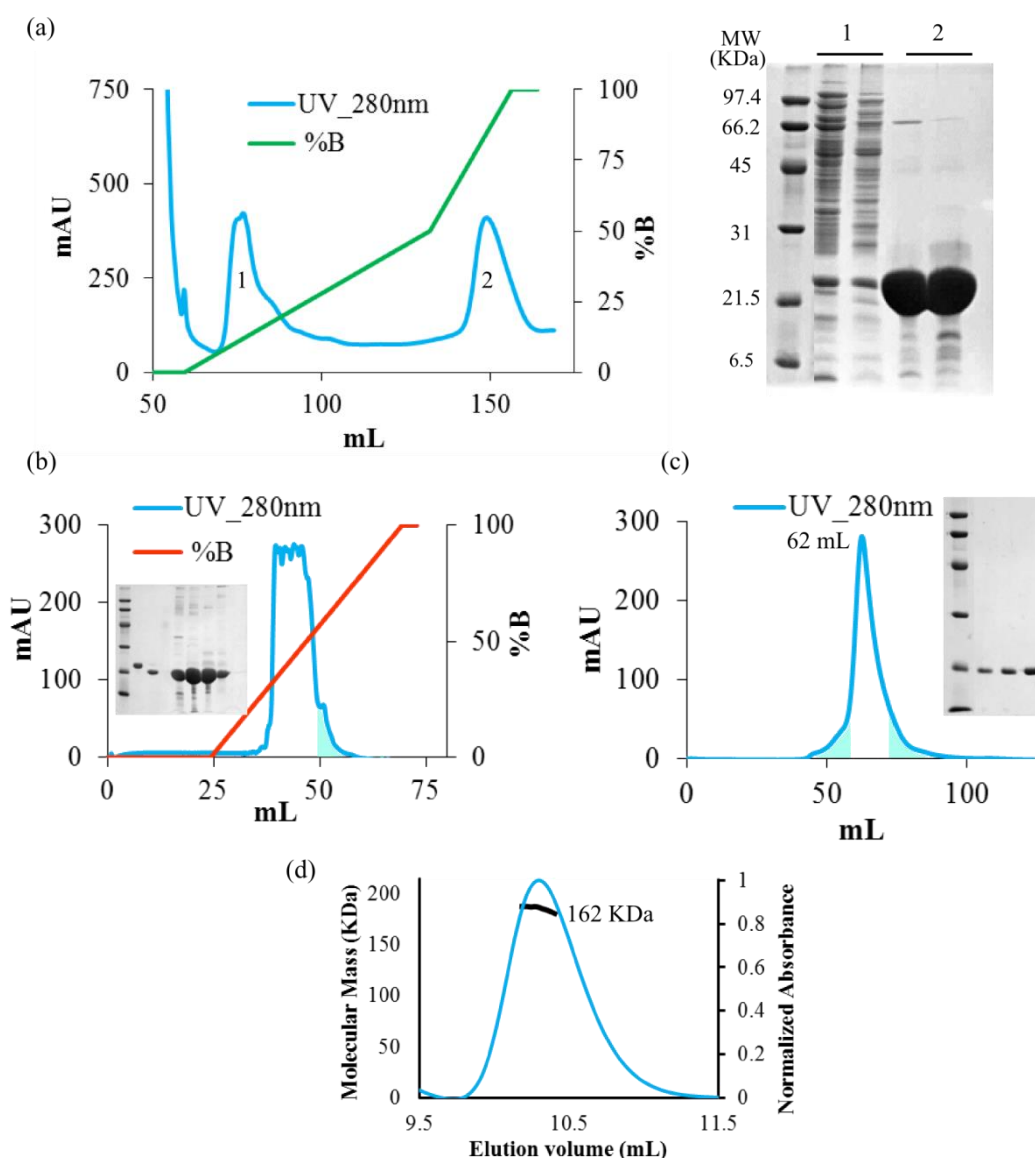 (a)
750
500
250
0
mAU
UV_280nm
%B
1
2
100
75
50
25
0
%B
50
100
150
mL
MW
(KDa)
1
2
97.4
66.2
45
31
21.5
6.5
(b)
UV_280nm
%B
300
200
100
0
mAU
100
50
0
%B
0
25
50
75
mL
(c)
UV_280nm
62 mL
300
200
100
0
mAU
0
50
100
mL
(d)
200
150
100
50
0
Molecular Mass (KDa)
162 KDa
1
0.8
0.6
0.4
0.2
0
Normalized Absorbance
9.5
10.5
11.5
Elution volume (mL)